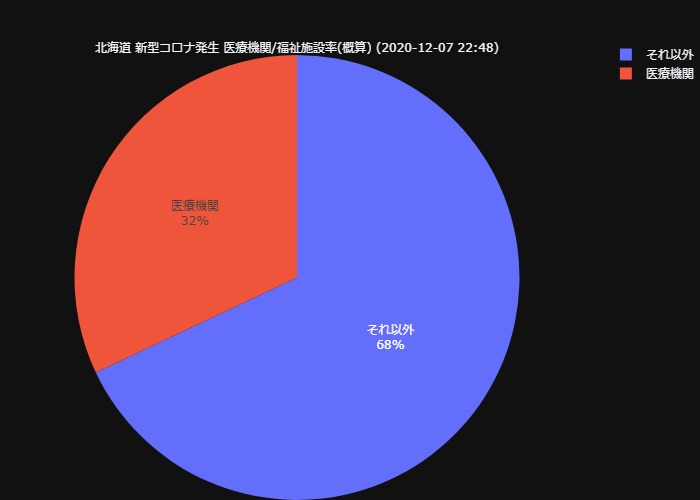 北海道 新型コロナ発生 医療機関/福祉施設率(概算) (2020-12-07 22:48)
それ以外
医療機関
医療機関
32%
それ以外
68%